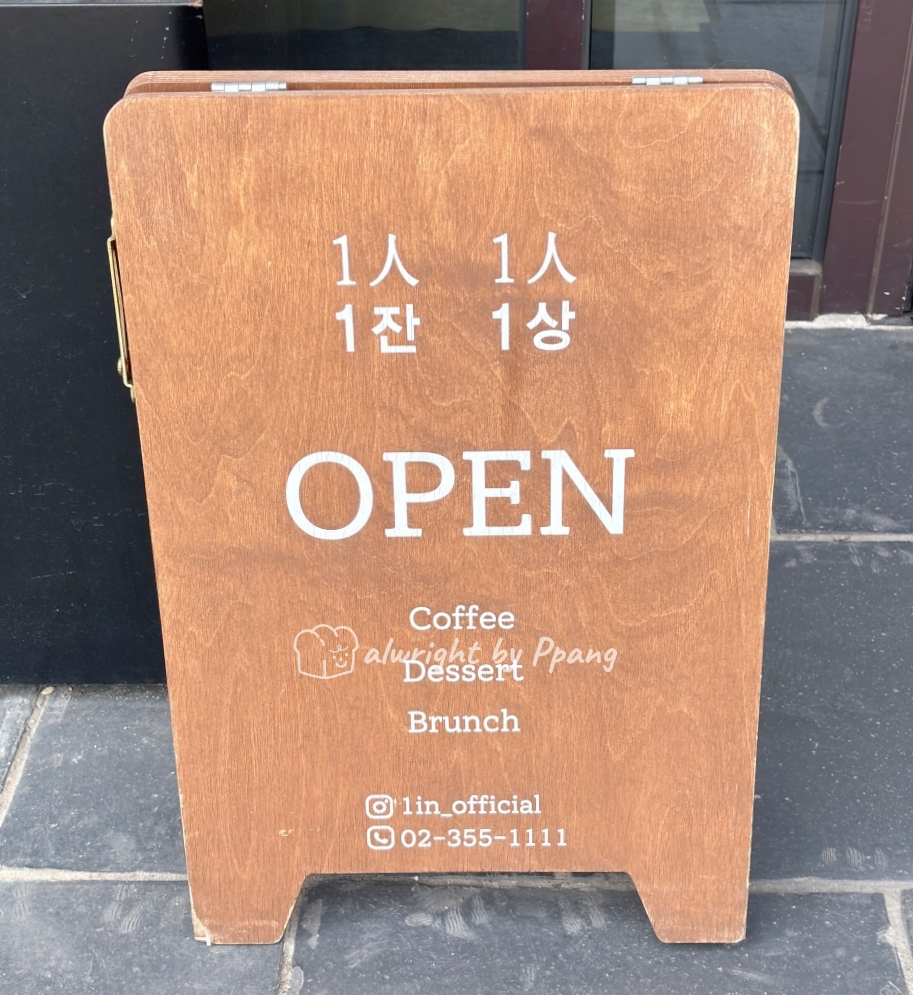 1人 1人
1잔 1상
OPEN
Coffee
alwright by Ppang
Dessert
Brunch
1in_official
02-355-1111